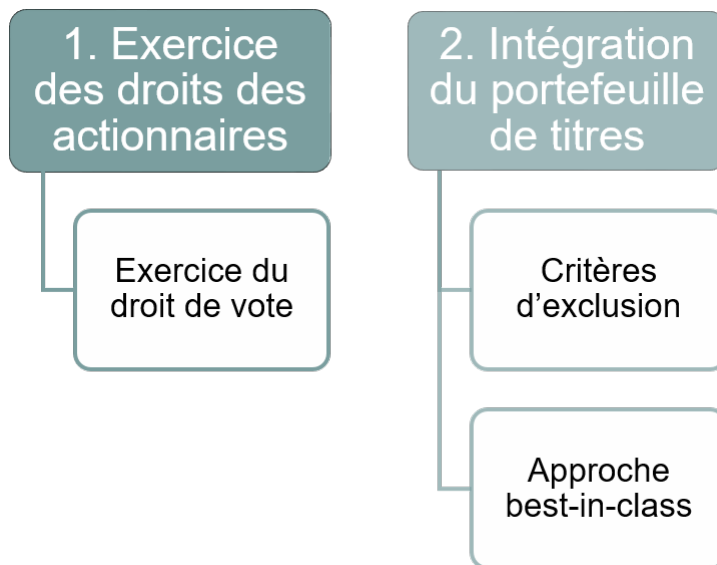 1. Exercice
des droits des
actionnaires
Exercice du
droit de vote
2. Intégration
du portefeuille
de titres
Critères
d’exclusion
Approche
best-in-class